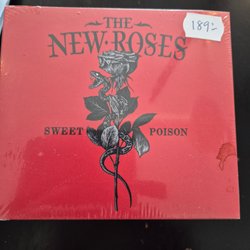 THE
NEW·ROSES
189:-
SWEET POISON